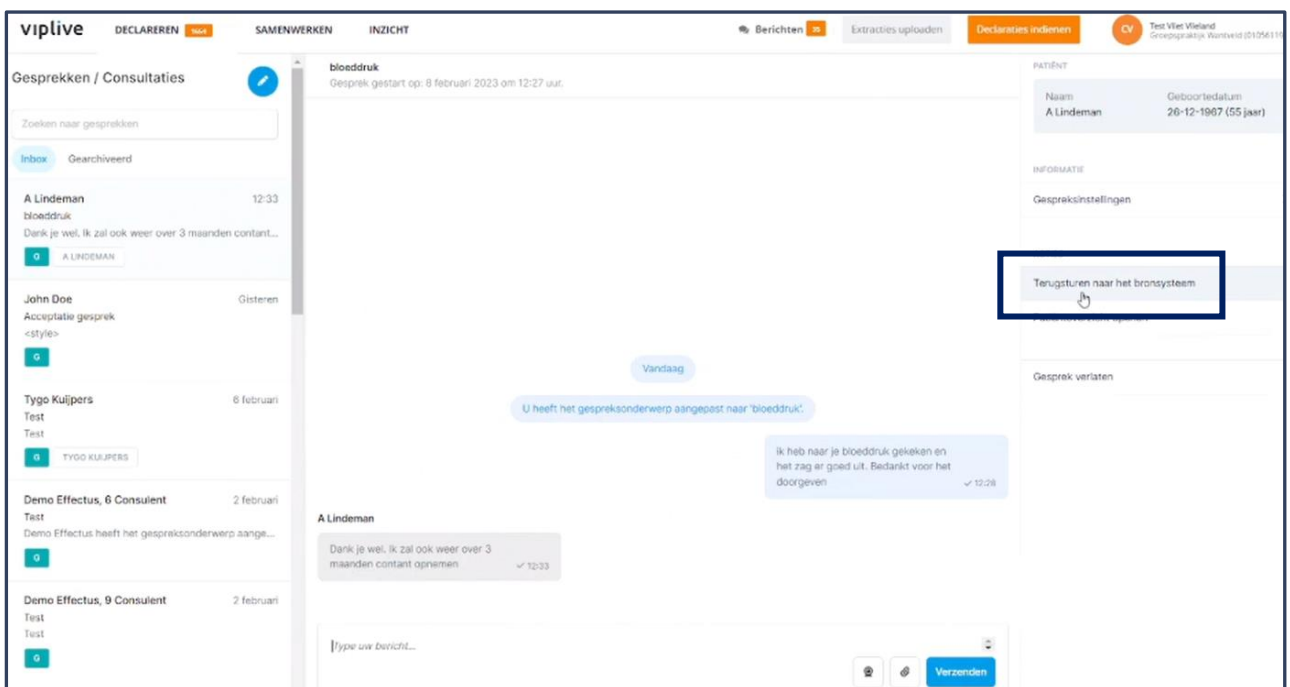 viplive
DECLAREREN
SAMENWERKEN
INZICHT
Berichten
Extracties uploaden
Declaraties indienen
CV
Test Vliet Vlieland
Groepspraktijk Wantveld (01056119
Gesprekken / Consultaties
Zoeken naar gesprekken
Inbox Gearchiveerd
A Lindeman 12:33
bloeddruk
Dank je wel. Ik zal ook weer over 3 maanden contant...
G A LINDEMAN
John Doe Gisteren
Acceptatie gesprek
<style>
G
Tygo Kuijpers 6 februari
Test
Test
G TYGO KUIJPERS
Demo Effectus, 6 Consulent 2 februari
Test
Demo Effectus heeft het gespreksonderwerp aange...
G
Demo Effectus, 9 Consulent 2 februari
Test
Test
G
bloeddruk
Gesprek gestart op: 8 februari 2023 om 12:27 uur.
Vandaag
U heeft het gespreksonderwerp aangepast naar 'bloeddruk'.
Ik heb naar je bloeddruk gekeken en
het zag er goed uit. Bedankt voor het
doorgeven 12:28
A Lindeman
Dank je wel. Ik zal ook weer over 3
maanden contant opnemen 12:33
Type uw bericht...
Verzenden
PATIËNT
Naam Geboortedatum
A Lindeman 26-12-1967 (55 jaar)
INFORMATIE
Gespreksinstellingen
Terugsturen naar het bronsysteem
Gesprek verlaten